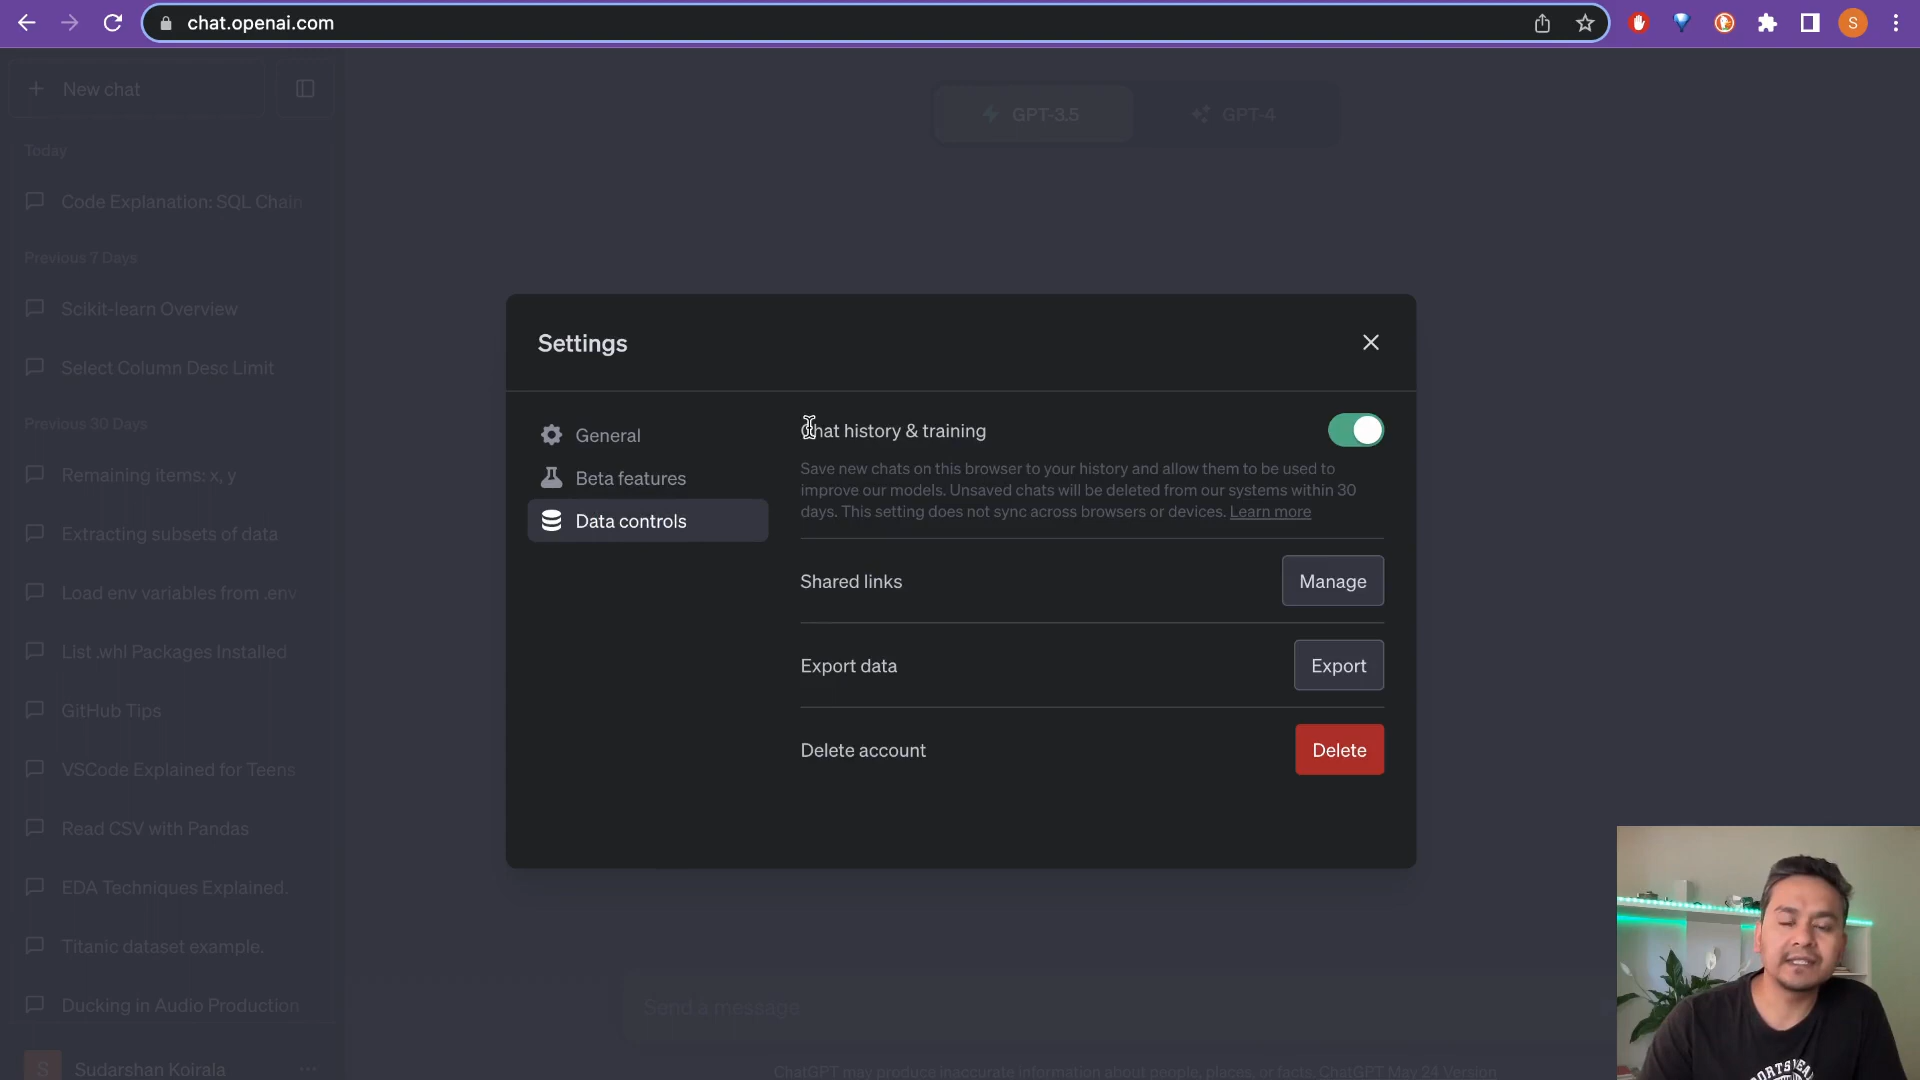 chat.openai.com
S
New chat
GPT-3.5
GPT-4
Today
Code Explanation: SQL Chain
Previous 7 Days
Scikit-learn Overview
Select Column Desc Limit
Previous 30 Days
Remaining items: x, y
Extracting subsets of data
Load env variables from .env
List .whl Packages Installed
GitHub Tips
VSCode Explained for Teens
Read CSV with Pandas
EDA Techniques Explained.
Titanic dataset example.
Ducking in Audio Production
S Sudarshan Koirala
Settings
General
Beta features
Data controls
Chat history & training
Save new chats on this browser to your history and allow them to be used to
improve our models. Unsaved chats will be deleted from our systems within 30
days. This setting does not sync across browsers or devices. Learn more
Shared links
Manage
Export data
Export
Delete account
Delete
Send a message
ChatGPT may produce inaccurate information about people, places, or facts. ChatGPT May 24 Version